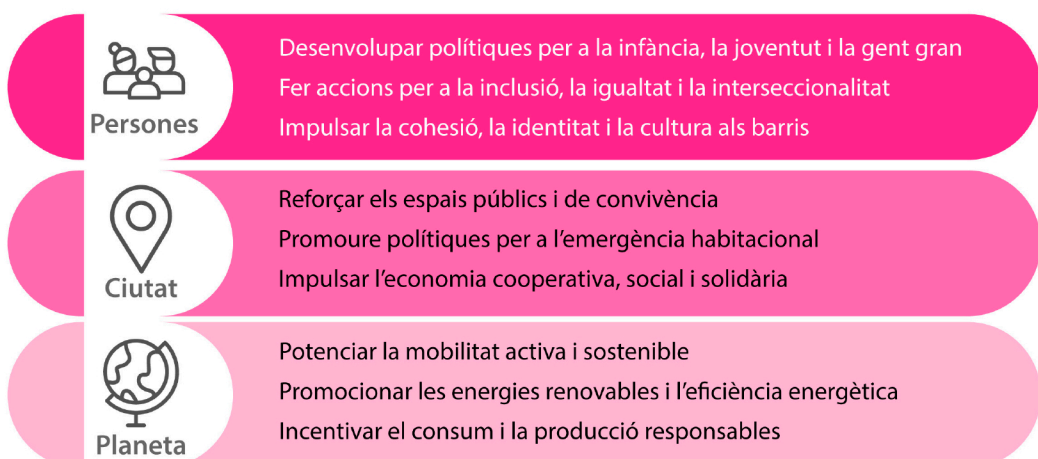 Persones
Desenvolupar polítiques per a la infància, la joventut i la gent gran
Fer accions per a la inclusió, la igualtat i la interseccionalitat
Impulsar la cohesió, la identitat i la cultura als barris
Ciutat
Reforçar els espais públics i de convivència
Promoure polítiques per a l’emergència habitacional
Impulsar l’economia cooperativa, social i solidària
Planeta
Potenciar la mobilitat activa i sostenible
Promocionar les energies renovables i l’eficiència energètica
Incentivar el consum i la producció responsables